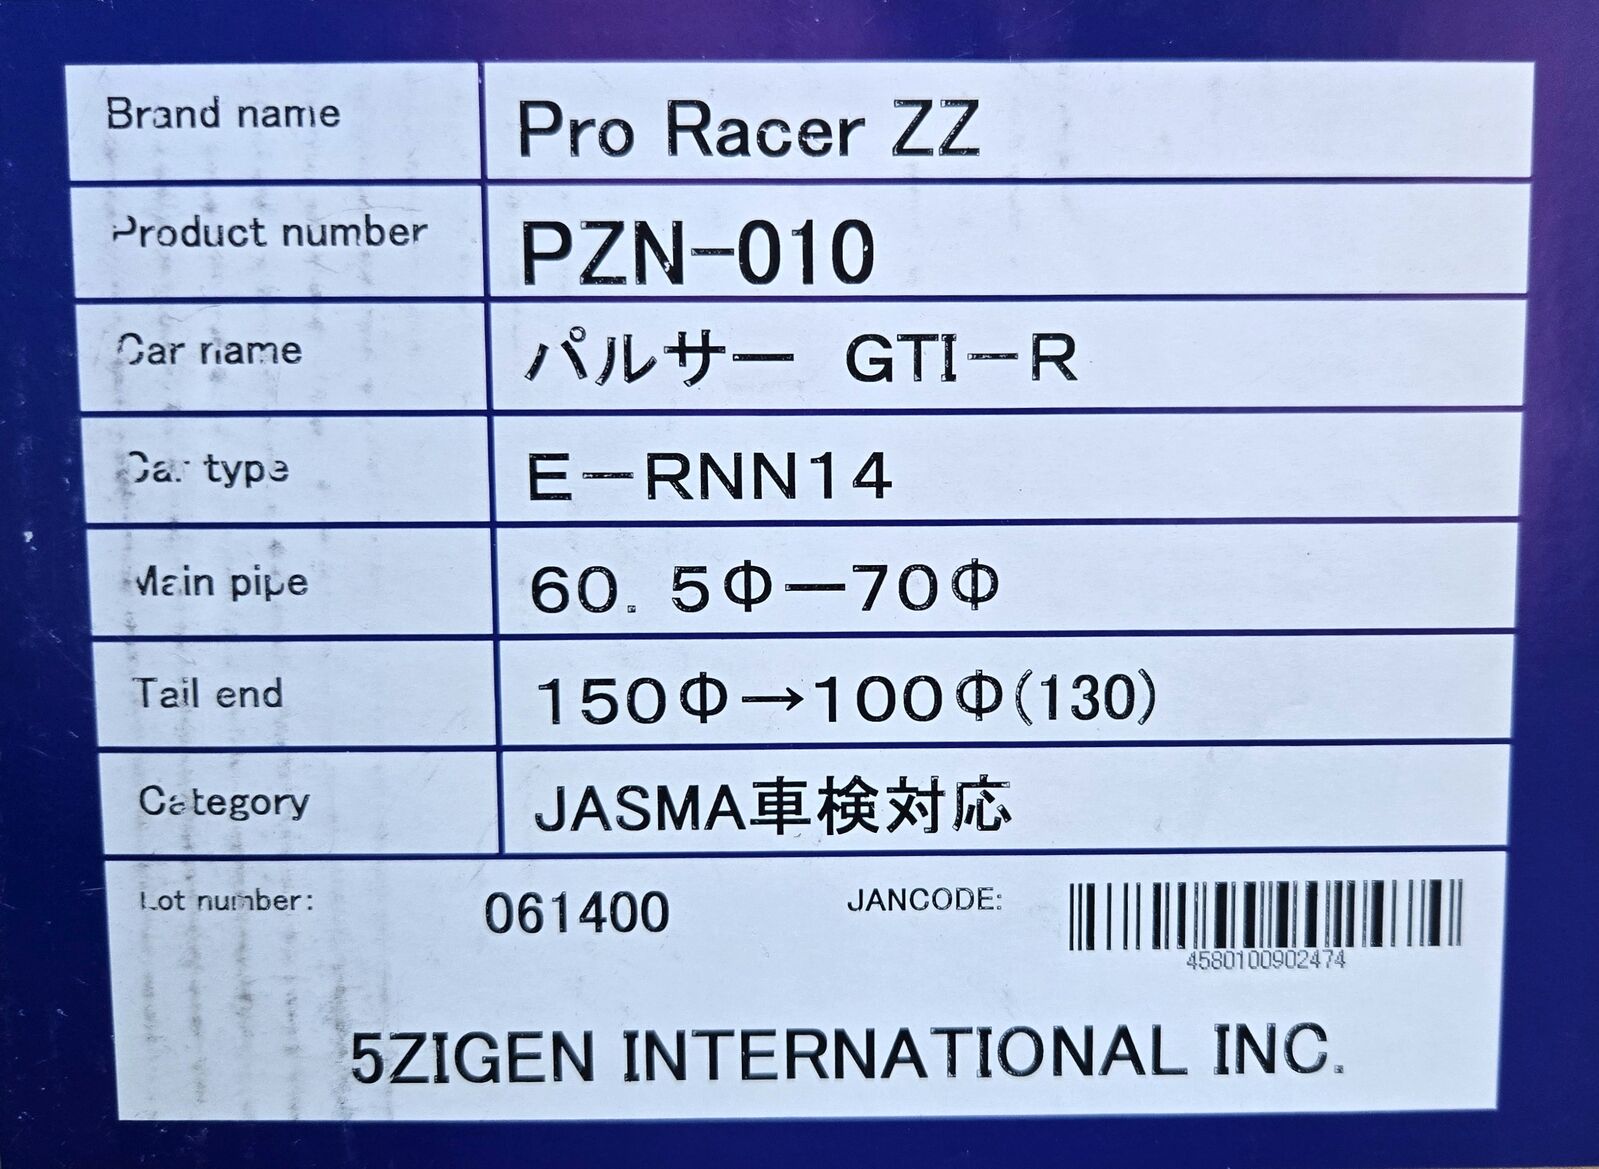 Brand name Pro Racer ZZ
Product number PZN-010
Car name パルサー GTI-R
Car type E-RNN14
Main pipe 60.5Φ-70Φ
Tail end 150Φ→100Φ(130)
Category JASMA車検対応
Lot number: 061400 JANCODE:
4580100902474
5ZIGEN INTERNATIONAL INC.